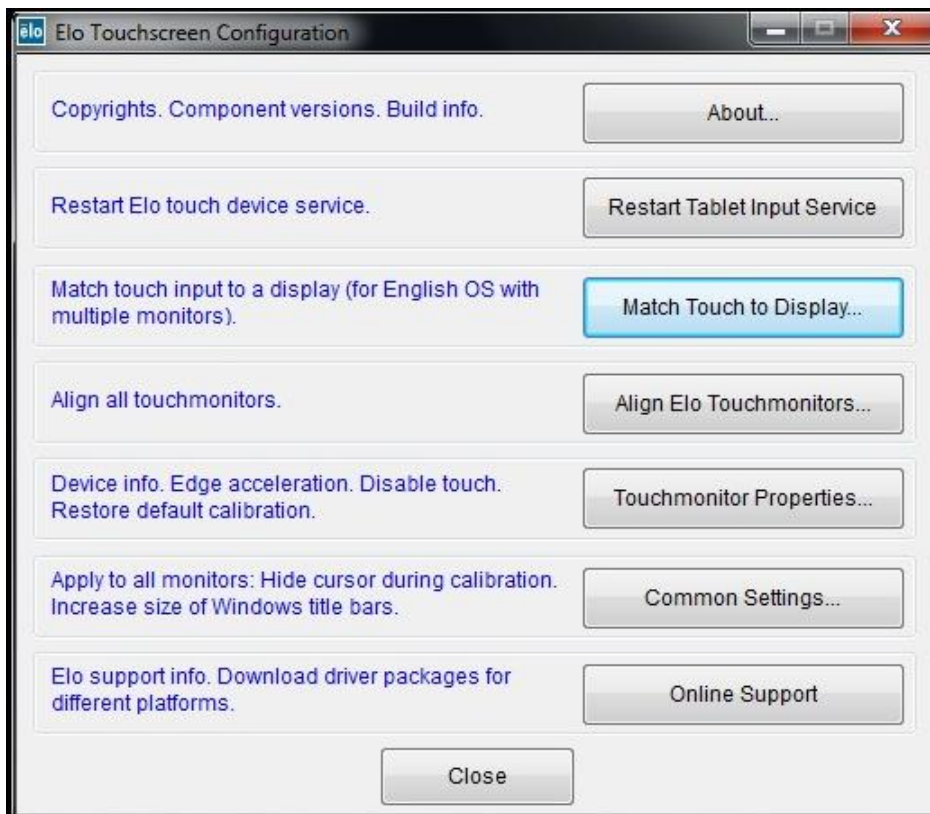 elo Elo Touchscreen Configuration
Copyrights. Component versions. Build info.
About...
Restart Elo touch device service.
Restart Tablet Input Service
Match touch input to a display (for English OS with
multiple monitors).
Match Touch to Display...
Align all touchmonitors.
Align Elo Touchmonitors...
Device info. Edge acceleration. Disable touch.
Restore default calibration.
Touchmonitor Properties...
Apply to all monitors: Hide cursor during calibration.
Increase size of Windows title bars.
Common Settings...
Elo support info. Download driver packages for
different platforms.
Online Support
Close